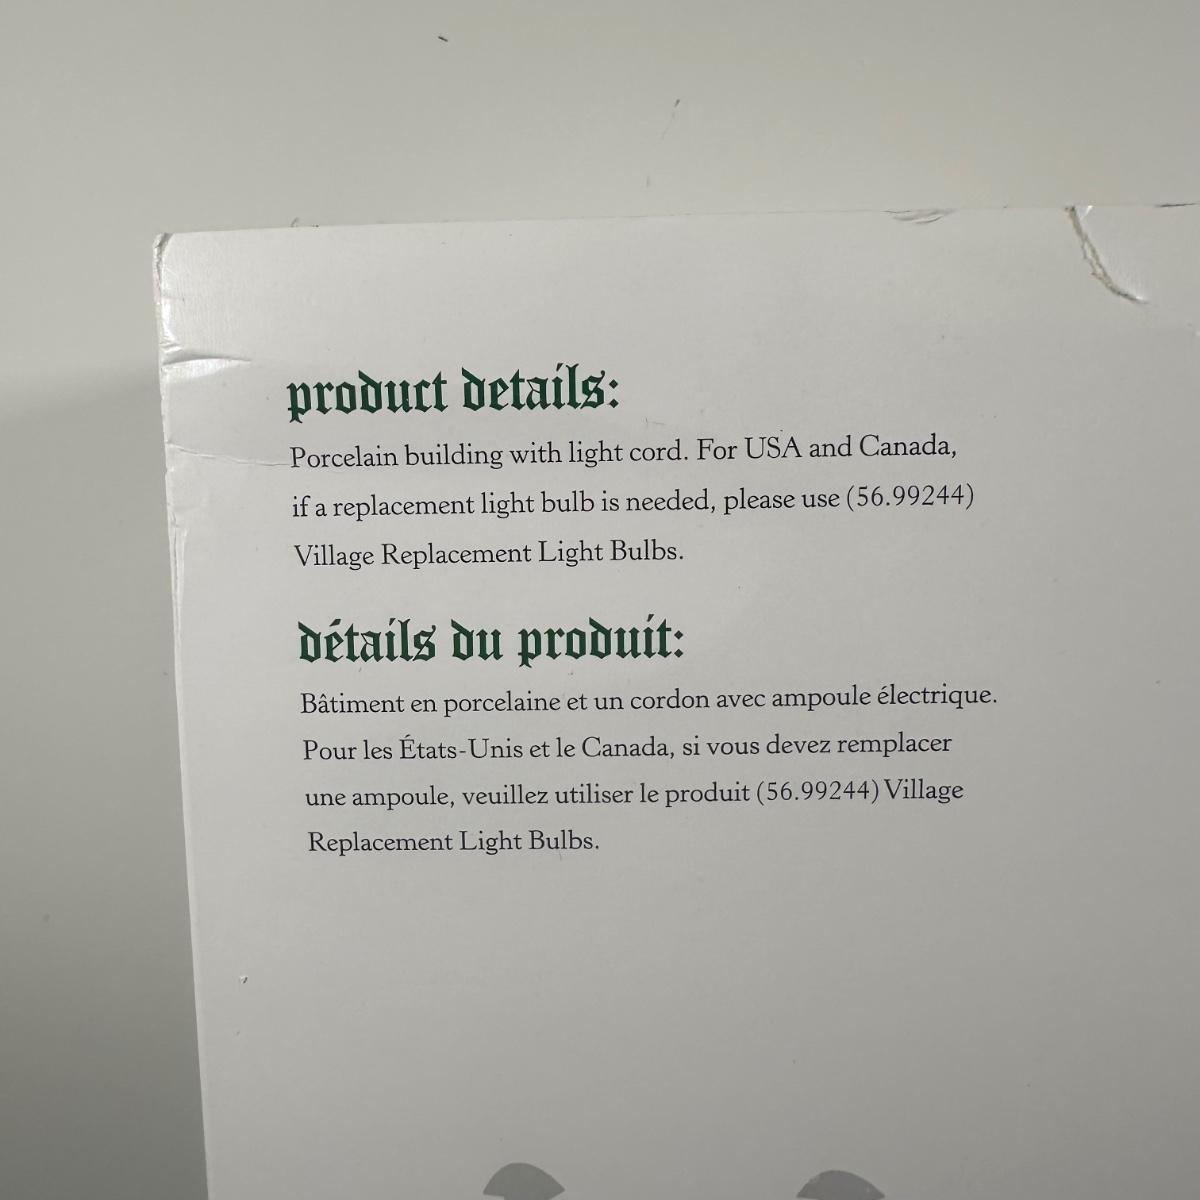 product details:
Porcelain building with light cord. For USA and Canada,
if a replacement light bulb is needed, please use (56.99244)
Village Replacement Light Bulbs.
détails du produit:
Bâtiment en porcelaine et un cordon avec ampoule électrique.
Pour les États-Unis et le Canada, si vous devez remplacer
une ampoule, veuillez utiliser le produit (56.99244) Village
Replacement Light Bulbs.